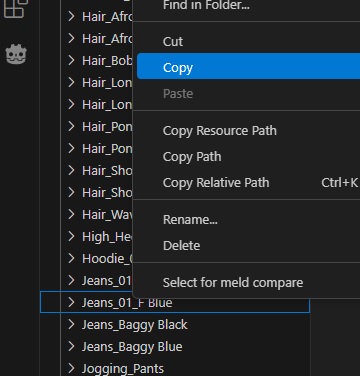 Find in Folder...
Hair_Afro
Hair_Afro
Cut
Hair_Bob
Copy
Hair_Lon
Paste
Hair_Lon
Hair_Pon
Copy Resource Path
Hair_Pon
Copy Path
Hair_Sho
Copy Relative Path Ctrl+K
Hair_Sho
Hair_Wav
Rename...
High_Hee
Delete
Hoodie_0
Jeans_01
Select for meld compare
Jeans_01_F Blue
Jeans_Baggy Black
Jeans_Baggy Blue
Jogging_Pants